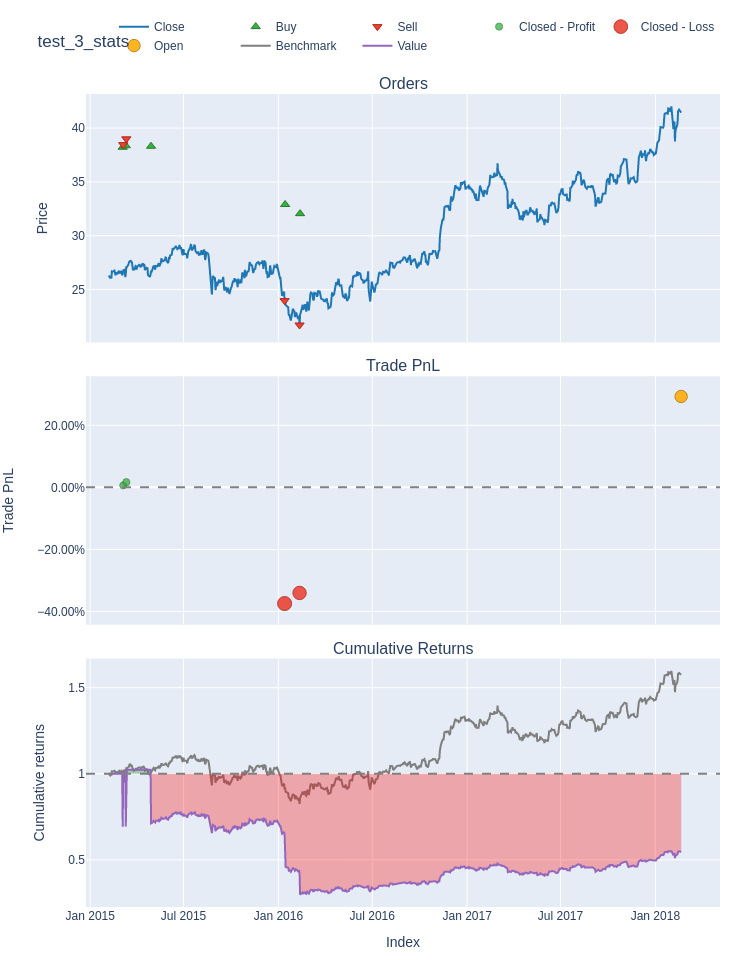 test_3_stats
Close
Buy
Sell
Closed - Profit
Closed - Loss
Open
Benchmark
Value
Orders
40
35
30
25
Price
Trade PnL
20.00%
0.00%
−20.00%
−40.00%
Trade PnL
Cumulative Returns
1.5
1
0.5
Cumulative returns
Jan 2015
Jul 2015
Jan 2016
Jul 2016
Jan 2017
Jul 2017
Jan 2018
Index